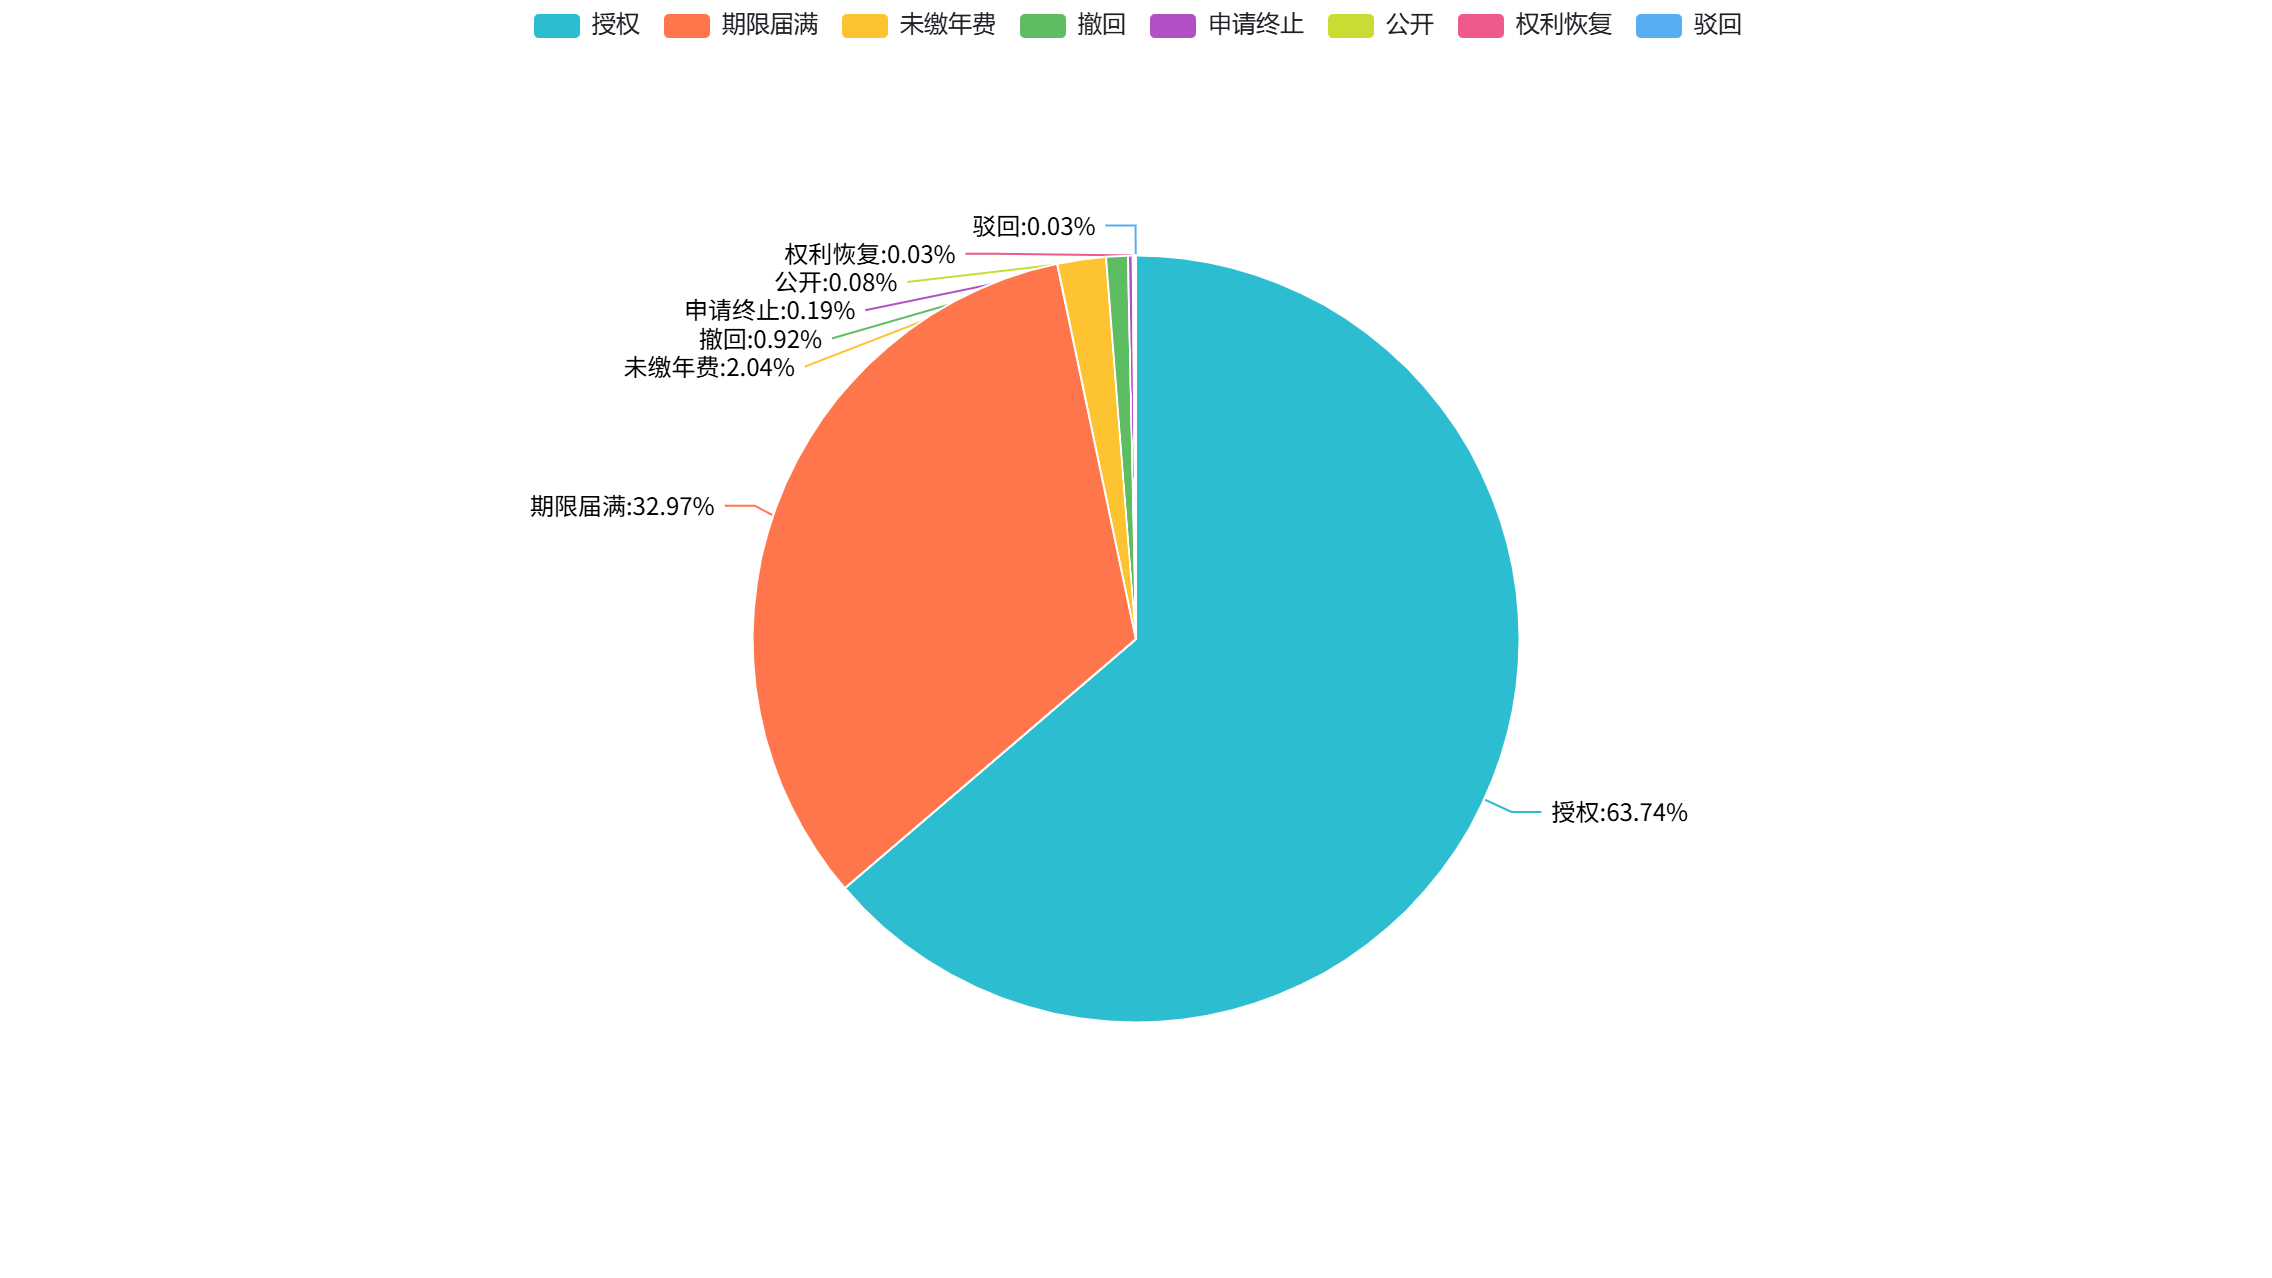 授权 期限届满 未缴年费 撤回 申请终止 公开 权利恢复 驳回
驳回:0.03%
权利恢复:0.03%
公开:0.08%
申请终止:0.19%
撤回:0.92%
未缴年费:2.04%
期限届满:32.97%
授权:63.74%